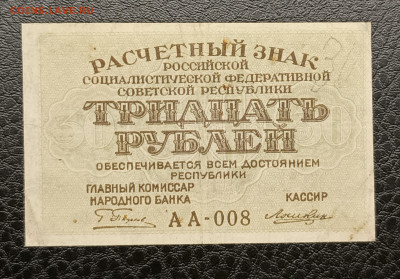 РАСЧЕТНЫЙ ЗНАК
РОССИЙСКОЙ
СОЦИАЛИСТИЧЕСКОЙ ФЕДЕРАТИВНОЙ
СОВЕТСКОЙ РЕСПУБЛИКИ
ТРИДЦАТЬ
РУБЛЕЙ
ОБЕСПЕЧИВАЕТСЯ ВСЕМ ДОСТОЯНИЕМ
РЕСПУБЛИКИ
ГЛАВНЫЙ КОМИССАР
НАРОДНОГО БАНКА
КАССИР
АА-008